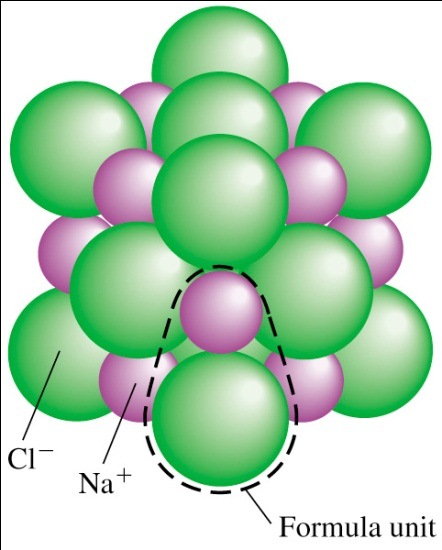 Cl⁻
Na⁺
Formula unit